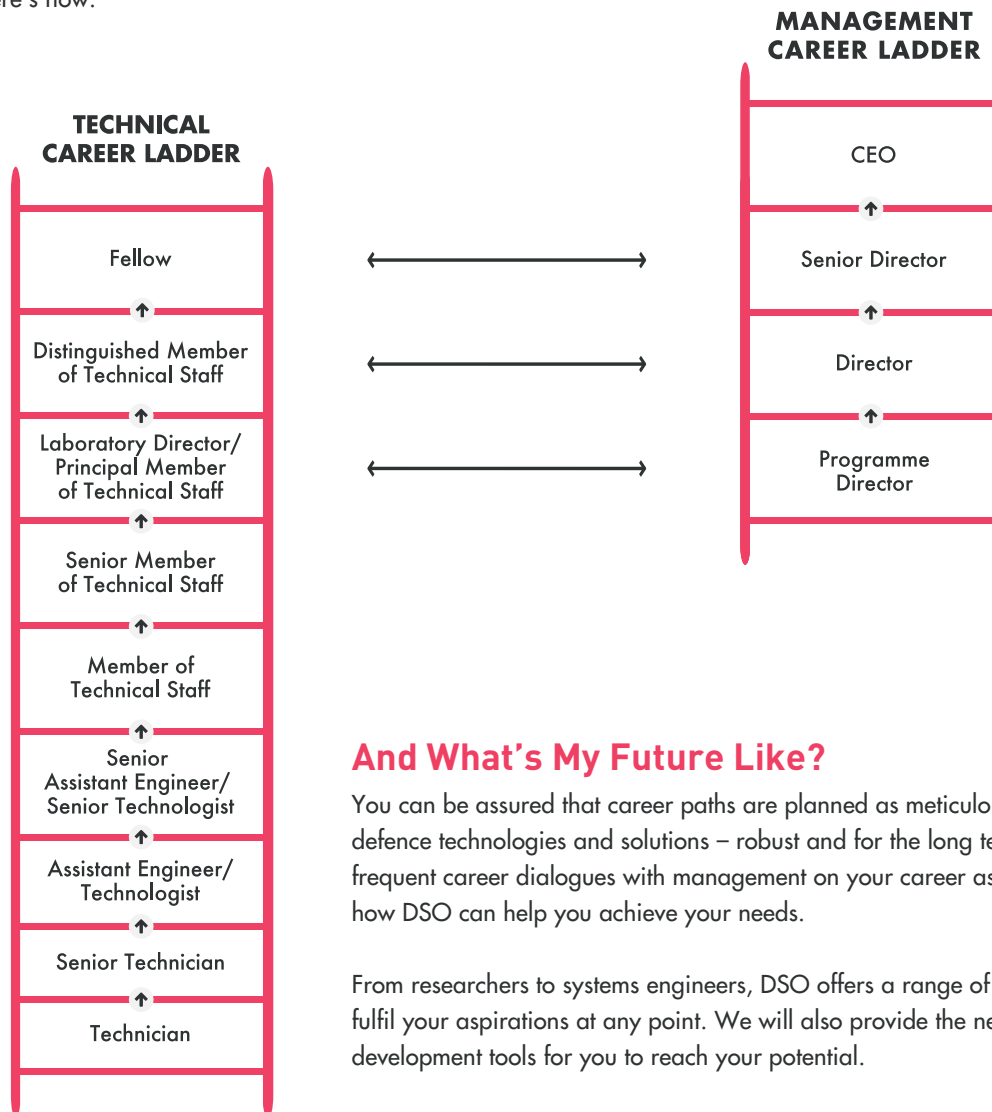 here's how.
MANAGEMENT
CAREER LADDER
CEO
Senior Director
Director
Programme
Director
TECHNICAL
CAREER LADDER
Fellow
Distinguished Member
of Technical Staff
Laboratory Director/
Principal Member
of Technical Staff
Senior Member
of Technical Staff
Member of
Technical Staff
Senior
Assistant Engineer/
Senior Technologist
Assistant Engineer/
Technologist
Senior Technician
Technician
And What's My Future Like?
You can be assured that career paths are planned as
defence technologies and solutions – robust and for the long
frequent career dialogues with management on your career
how DSO can help you achieve your needs.
From researchers to systems engineers, DSO offers a range of
fulfil your aspirations at any point. We will also provide the
development tools for you to reach your potential.